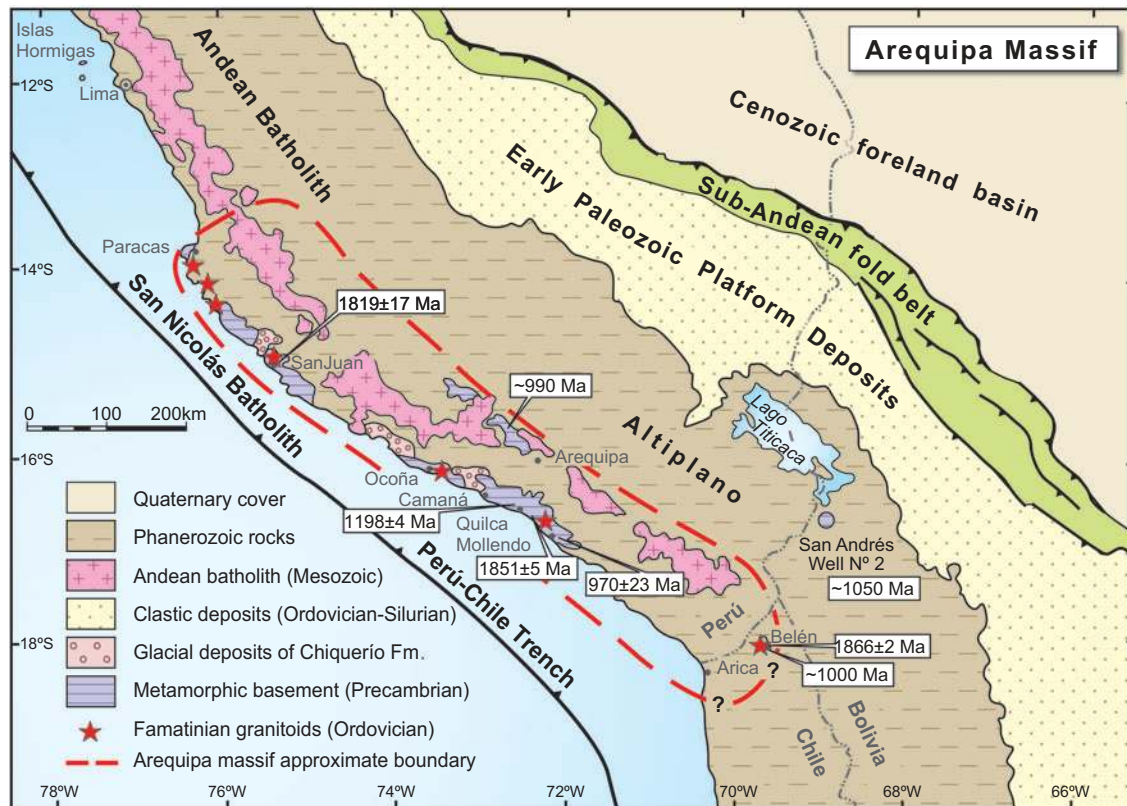 Islas
Hormigas
Arequipa Massif
12°S
Lima
Andean Batholith
Cenozoic foreland basin
Early Paleozoic Platform Deposits
Sub-Andean fold belt
Paracas
14°S
San Nicolás Batholith
1819±17 Ma
SanJuan
~990 Ma
0 100 200km
Altiplano
Lago
Titicaca
16°S
Arequipa
Ocoña
Camaná
1198±4 Ma
Quilca
Mollendo
1851±5 Ma
970±23 Ma
San Andrés
Well Nº 2
~1050 Ma
Perú-Chile Trench
Perú
18°S
Belén
1866±2 Ma
~1000 Ma
Arica
?
?
Bolivia
Chile
Quaternary cover
Phanerozoic rocks
Andean batholith (Mesozoic)
Clastic deposits (Ordovician-Silurian)
Glacial deposits of Chiquerío Fm.
Metamorphic basement (Precambrian)
Famatinian granitoids (Ordovician)
Arequipa massif approximate boundary
78°W 76°W 74°W 72°W 70°W 68°W 66°W